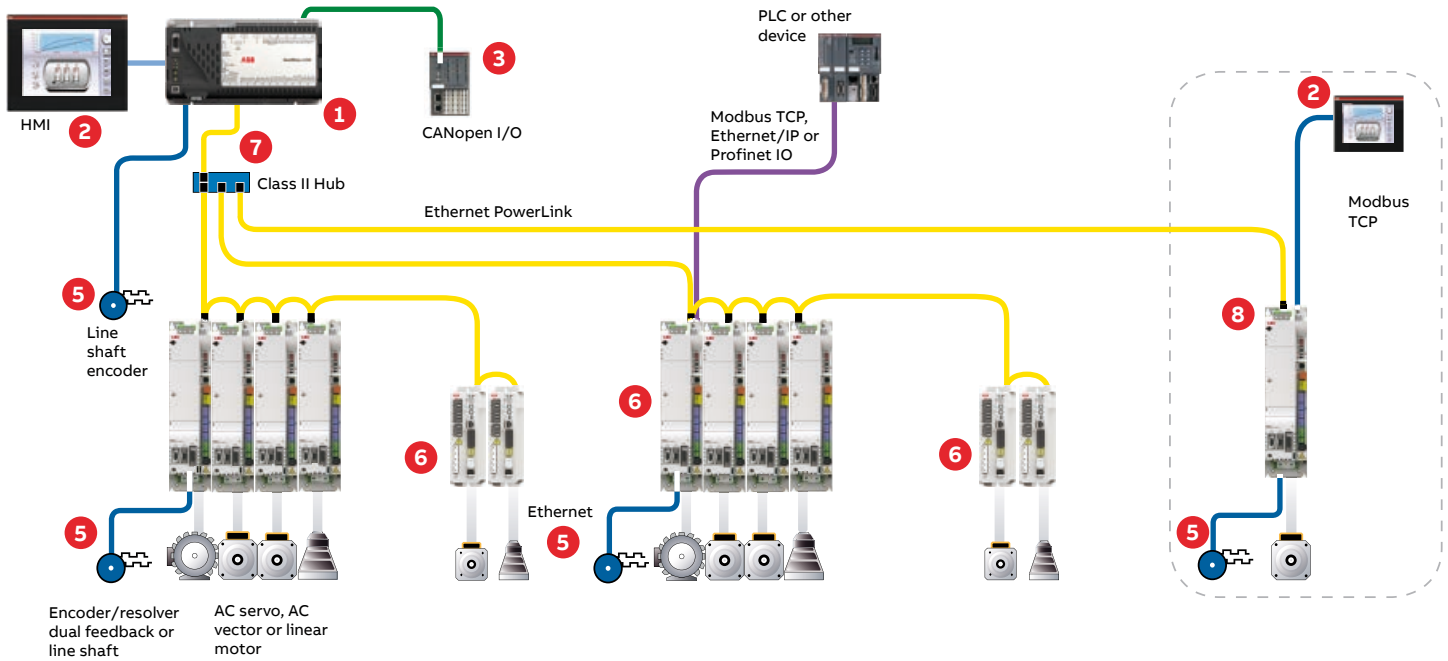 HMI
2
ABB
1
3
CANopen I/O
PLC or other
device
Modbus TCP,
Ethernet/IP or
Profinet IO
2
Modbus
TCP
7
Class II Hub
Ethernet PowerLink
5
Line
shaft
encoder
6
6
6
8
5
Encoder/resolver
dual feedback or
line shaft
AC servo, AC
vector or linear
motor
Ethernet
5
5